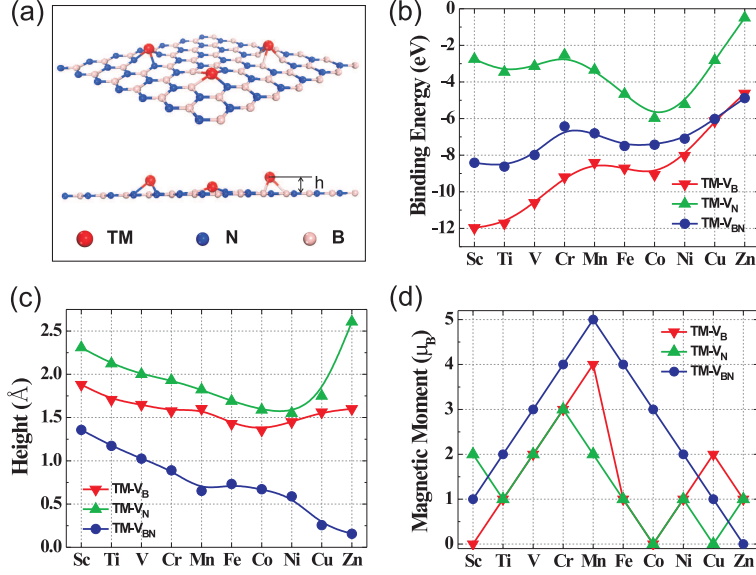 (a)
h
TM N B
(b)
Binding Energy (eV)
0
-2
-4
-6
-8
-10
-12
TM-V_B
TM-V_N
TM-V_BN
Sc Ti V Cr Mn Fe Co Ni Cu Zn
(c)
Height (Å)
2.5
2.0
1.5
1.0
0.5
0.0
TM-V_B
TM-V_N
TM-V_BN
Sc Ti V Cr Mn Fe Co Ni Cu Zn
(d)
Magnetic Moment (μ_B)
5
4
3
2
1
0
TM-V_B
TM-V_N
TM-V_BN
Sc Ti V Cr Mn Fe Co Ni Cu Zn